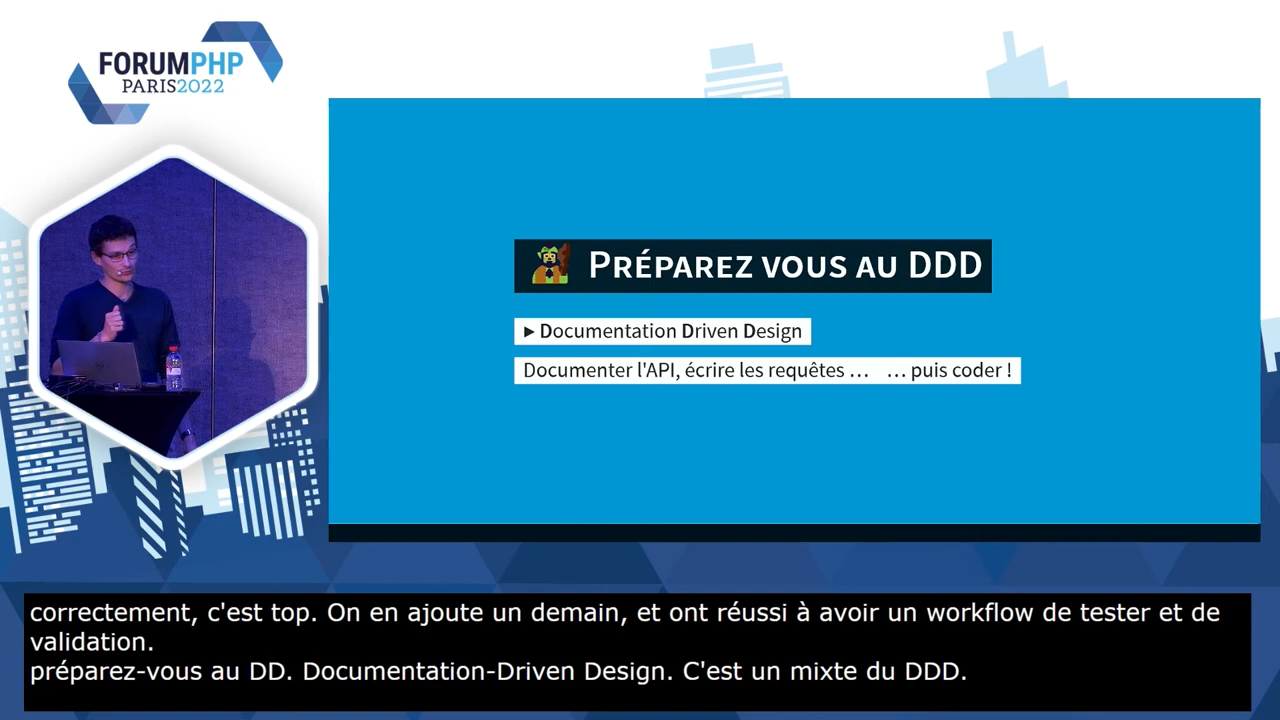 FORUMPHP
PARIS2022
PRÉPAREZ VOUS AU DDD
▸ Documentation Driven Design
Documenter l'API, écrire les requêtes … … puis coder !
correctement, c'est top. On en ajoute un demain, et ont réussi à avoir un workflow de tester et de
validation.
préparez-vous au DD. Documentation-Driven Design. C'est un mixte du DDD.